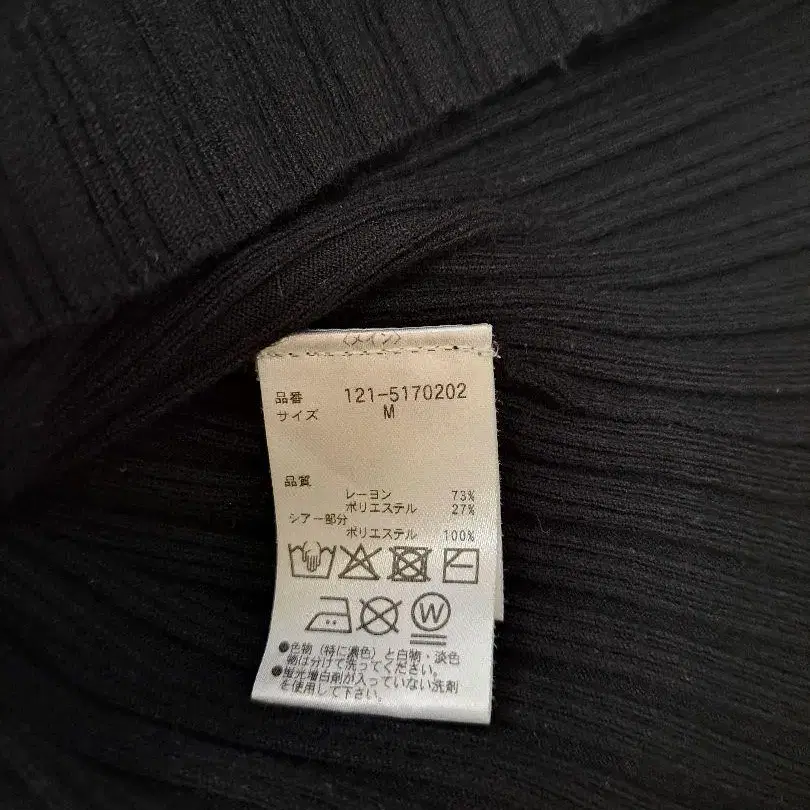 〈メイン〉
品番 121-5170202
サイズ M
品質
レーヨン 73%
ポリエステル 27%
シアー部分
ポリエステル 100%
W
●色物(特に濃色)と白物・淡色
物は分けて洗ってください。
●蛍光増白剤が入っていない洗剤
を使用して下さい。